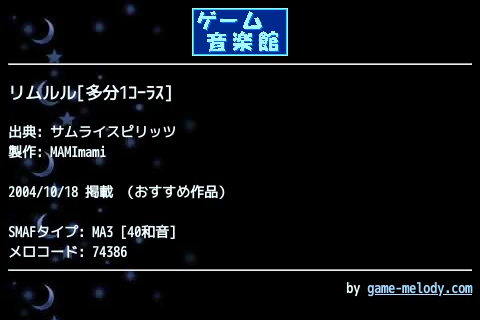 ゲーム
音楽館
リムルル[多分1ｺｰﾗｽ]
出典: サムライスピリッツ
製作: MAMImami
2004/10/18 掲載 (おすすめ作品)
SMAFタイプ: MA3 [40和音]
メロコード: 74386
by game-melody.com